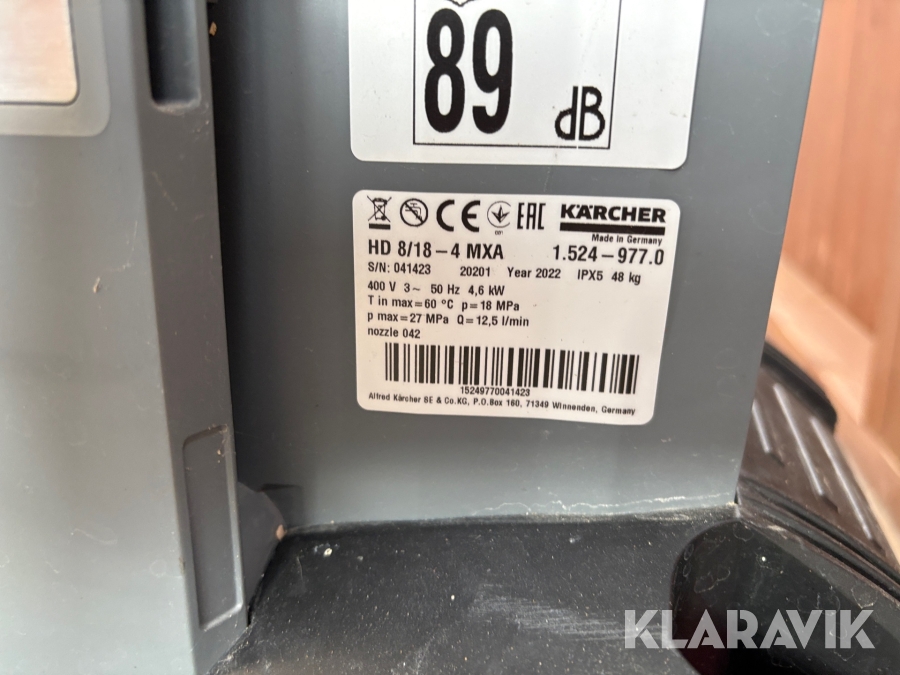 89
dB
CE EAC KÄRCHER
Made in Germany
HD 8/18-4 MXA 1.524-977.0
S/N: 041423 20201 Year 2022 IPX5 48 kg
400 V 3~ 50 Hz 4,6 kW
T in max=60 °C p=18 MPa
p max=27 MPa Q=12,5 l/min
nozzle 042
15249770041423
Alfred Kärcher SE & Co.KG, P.O.Box 160, 71349 Winnenden, Germany
KLARAVIK